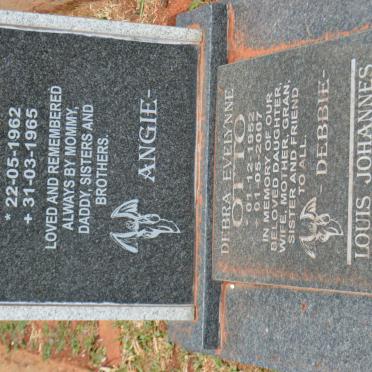 * 22-05-1962
+ 31-03-1965
LOVED AND REMEMBERED
ALWAYS BY MOMMY,
DADDY, SISTERS AND
BROTHERS.
- ANGIE-
DEBRA EVELYNNE
OTTO
01-05-2007
IN MEMORY OF OUR
BELOVED DAUGHTER,
WIFE, MOTHER, GRAN,
SISTER AND FRIEND
TO ALL.
- DEBBIE-
LOUIS JOHANNES